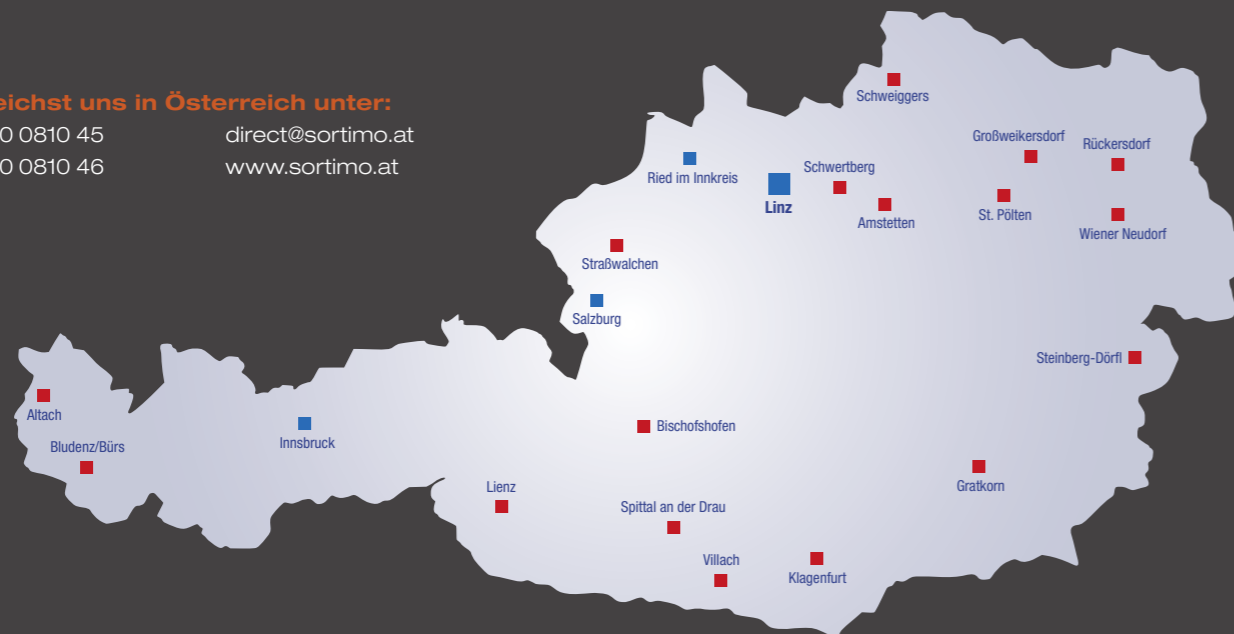 eichst uns in Österreich unter:
0 0810 45 direct@sortimo.at
0 0810 46 www.sortimo.at
Schweiggers
Großweikersdorf
Rückersdorf
Ried im Innkreis
Schwertberg
Linz
Amstetten
St. Pölten
Wiener Neudorf
Straßwalchen
Salzburg
Steinberg-Dörfl
Altach
Bludenz/Bürs
Innsbruck
Bischofshofen
Lienz
Gratkorn
Spittal an der Drau
Villach
Klagenfurt